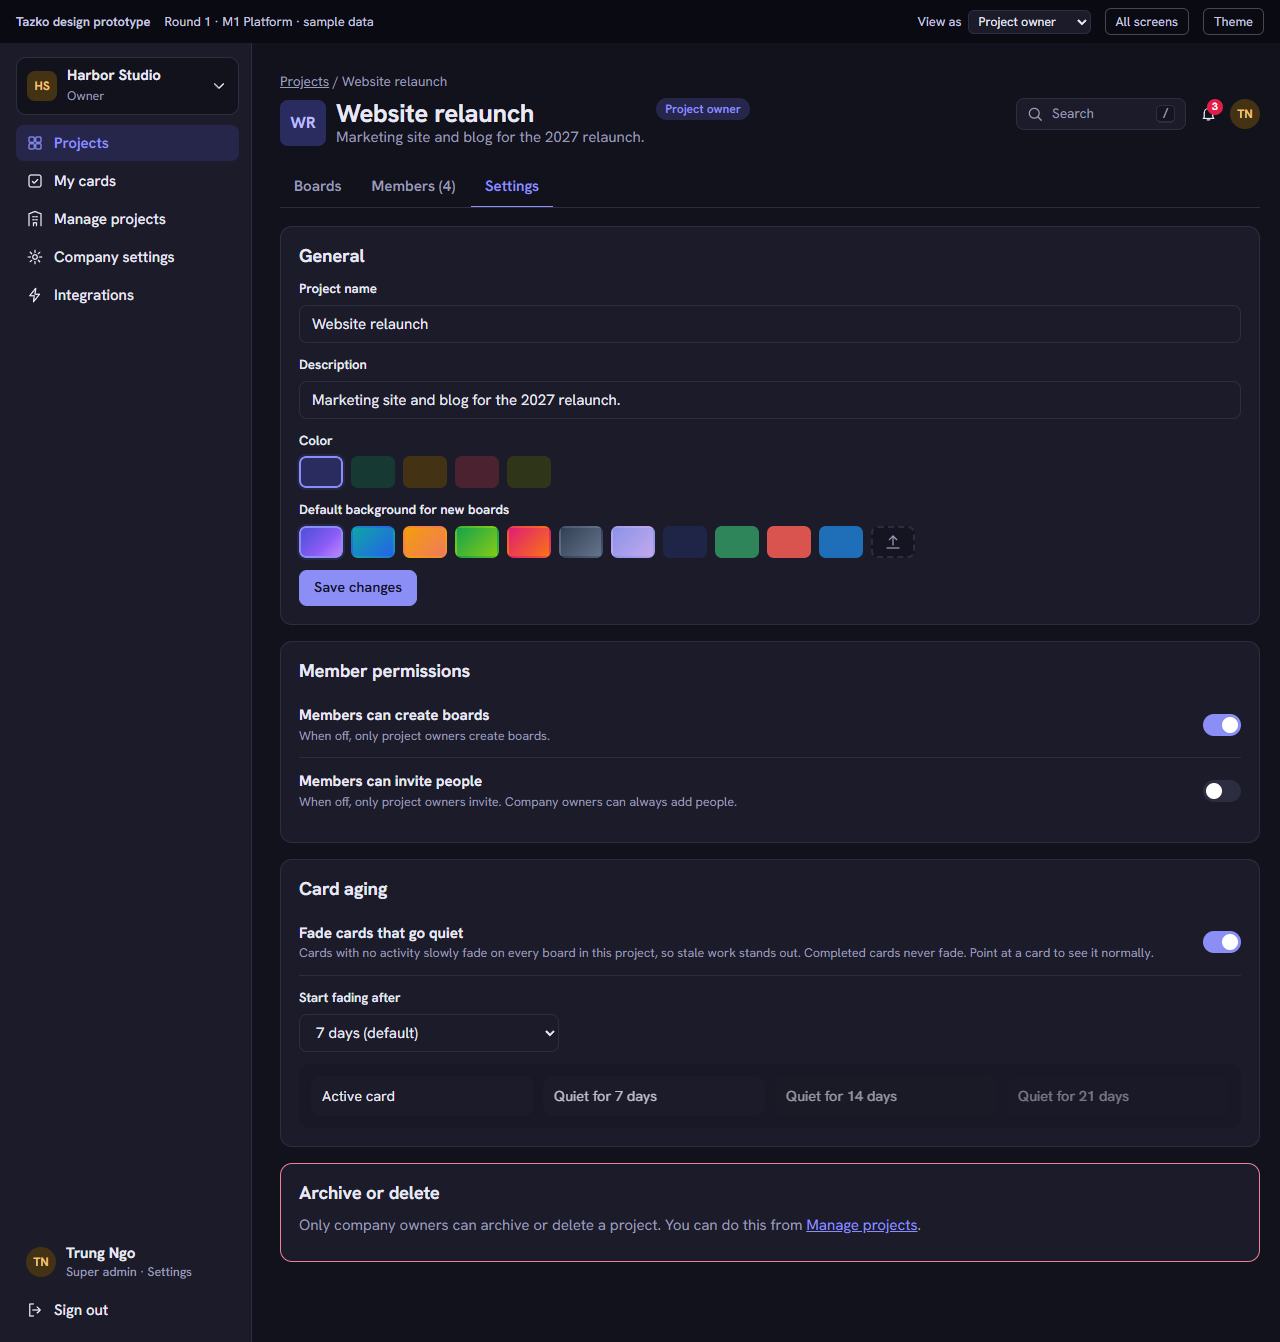 Tazko design prototype Round 1 · M1 Platform · sample data View as Project owner All screens Theme
HS Harbor Studio
Owner
Projects
My cards
Manage projects
Company settings
Integrations
TN Trung Ngo
Super admin · Settings
Sign out
Projects / Website relaunch
WR Website relaunch Project owner
Marketing site and blog for the 2027 relaunch.
Search / 3 TN
Boards Members (4) Settings
General
Project name
Website relaunch
Description
Marketing site and blog for the 2027 relaunch.
Color
Default background for new boards
Save changes
Member permissions
Members can create boards
When off, only project owners create boards.
Members can invite people
When off, only project owners invite. Company owners can always add people.
Card aging
Fade cards that go quiet
Cards with no activity slowly fade on every board in this project, so stale work stands out. Completed cards never fade. Point at a card to see it normally.
Start fading after
7 days (default)
Active card Quiet for 7 days Quiet for 14 days Quiet for 21 days
Archive or delete
Only company owners can archive or delete a project. You can do this from Manage projects.